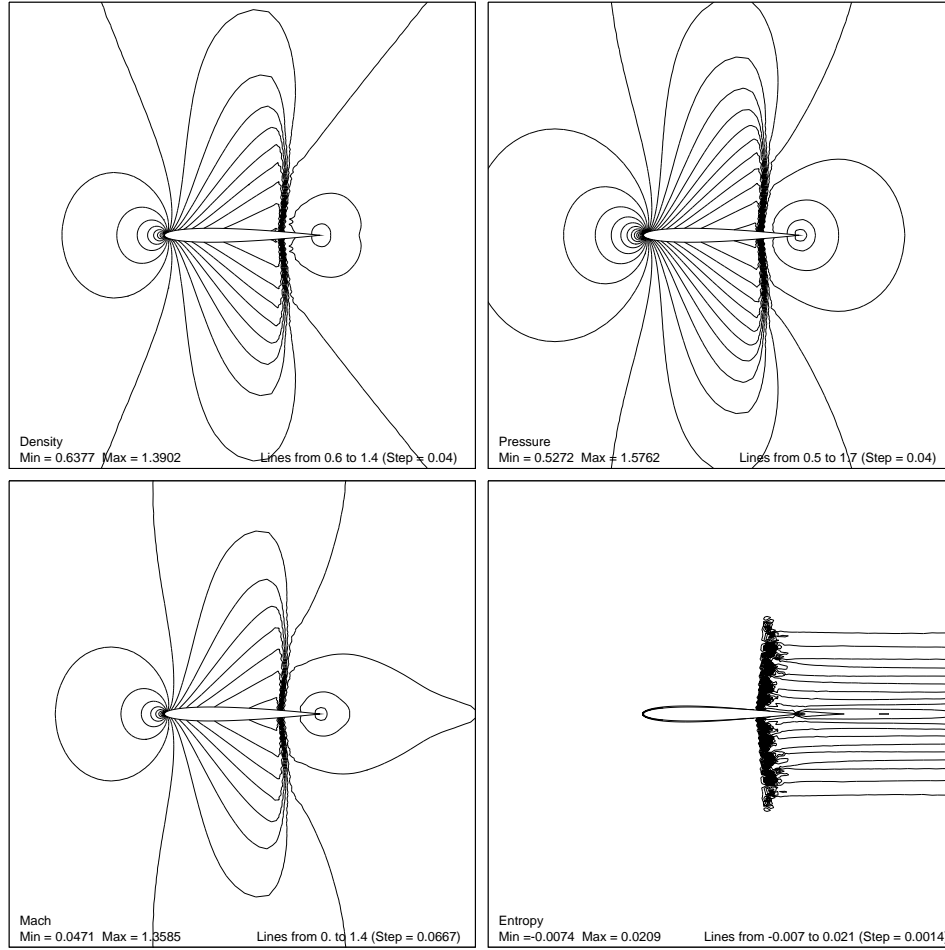 Density
Min = 0.6377  Max = 1.3902  Lines from 0.6 to 1.4 (Step = 0.04)
Pressure
Min = 0.5272  Max = 1.5762  Lines from 0.5 to 1.7 (Step = 0.04)
Mach
Min = 0.0471  Max = 1.3585  Lines from 0. to 1.4 (Step = 0.0667)
Entropy
Min =-0.0074  Max = 0.0209  Lines from -0.007 to 0.021 (Step = 0.0014)